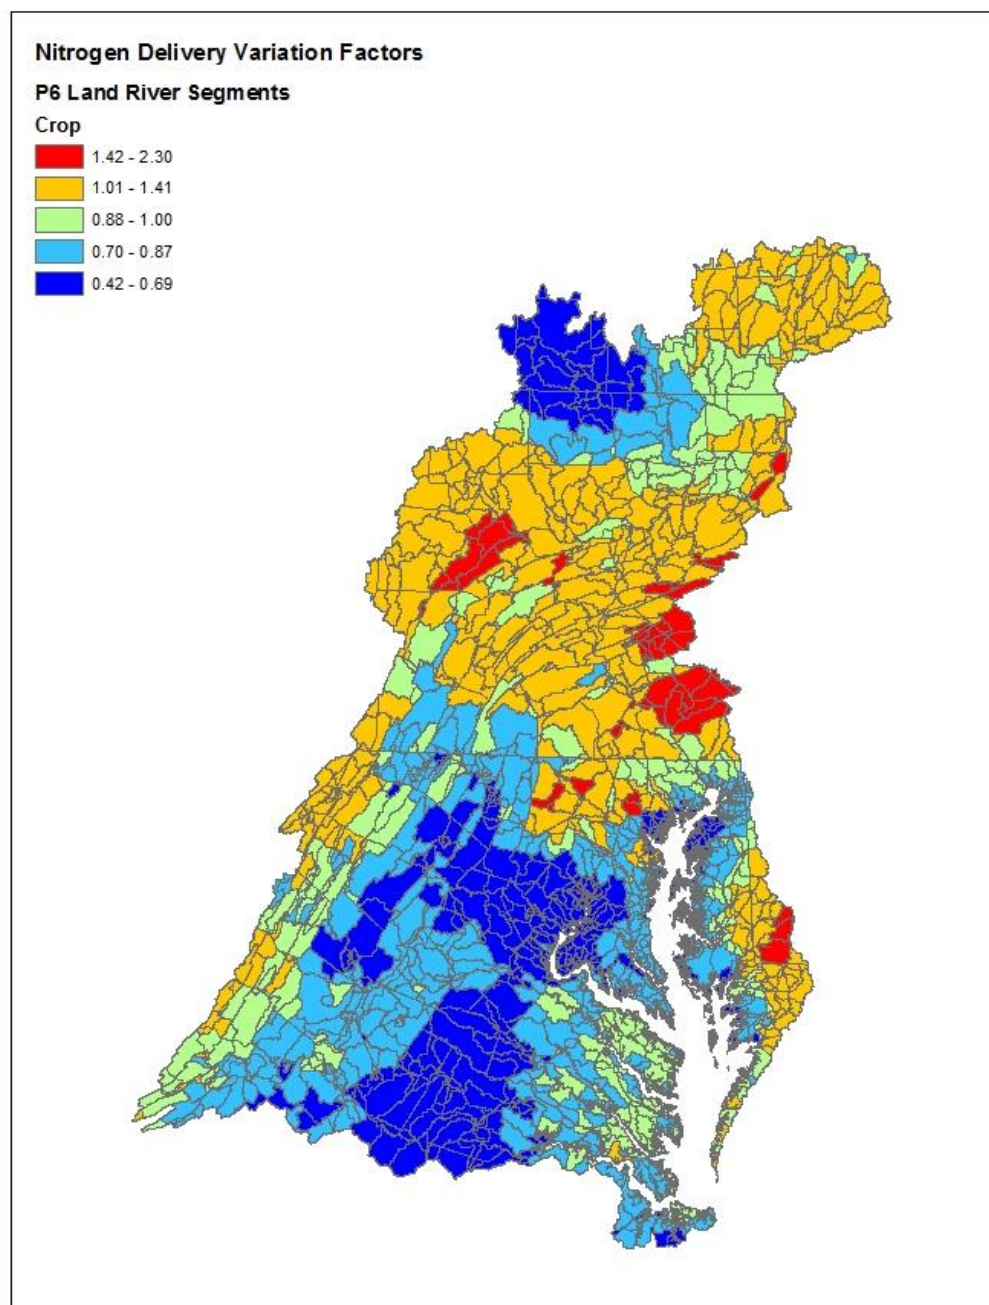 Nitrogen Delivery Variation Factors
P6 Land River Segments
Crop
1.42 - 2.30
1.01 - 1.41
0.88 - 1.00
0.70 - 0.87
0.42 - 0.69